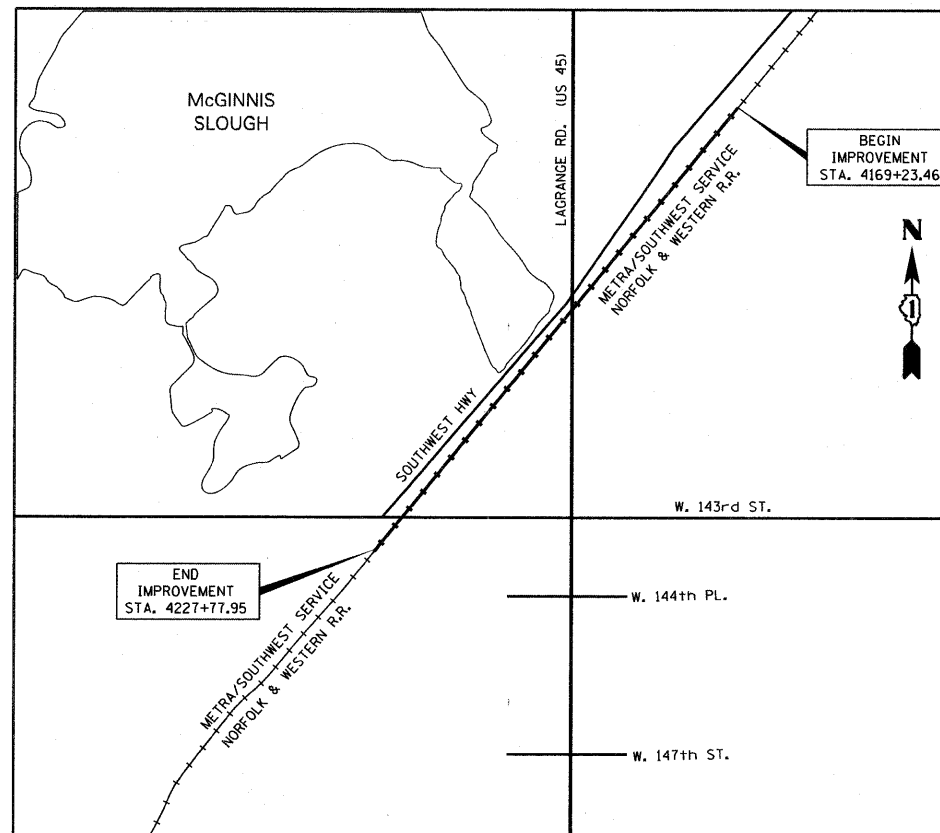 McGINNIS
SLOUGH
LAGRANGE RD. (US 45)
BEGIN
IMPROVEMENT
STA. 4169+23.46
METRA/SOUTHWEST SERVICE
NORFOLK & WESTERN R.R.
N
1
SOUTHWEST HWY
W. 143rd ST.
END
IMPROVEMENT
STA. 4227+77.95
W. 144th PL.
METRA/SOUTHWEST SERVICE
NORFOLK & WESTERN R.R.
W. 147th ST.